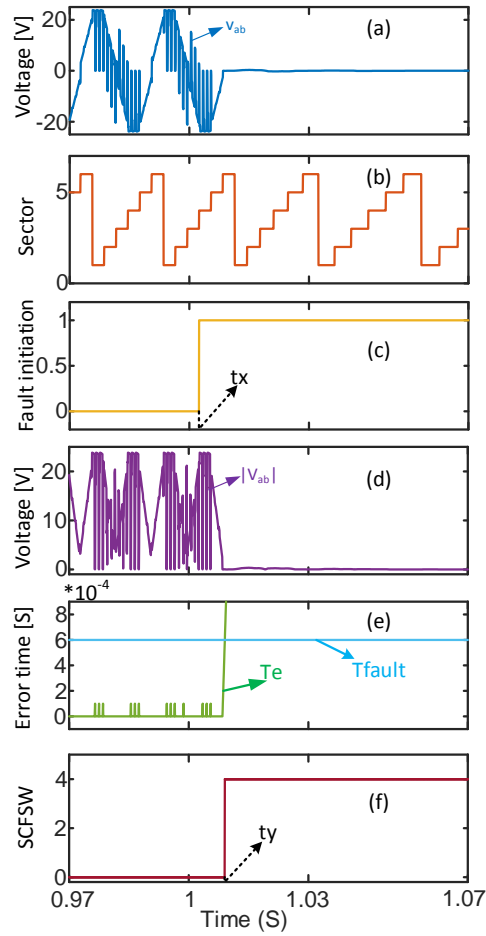 20
0
-20
Voltage [V]
v_ab
(a)
5
0
Sector
(b)
1
0.5
0
Fault initiation
(c)
tx
20
10
0
Voltage [V]
|V_ab|
(d)
*10^-4
8
6
4
2
0
Error time [S]
(e)
Te
Tfault
4
2
0
SCFSW
(f)
ty
0.97 1 1.03 1.07
Time (S)